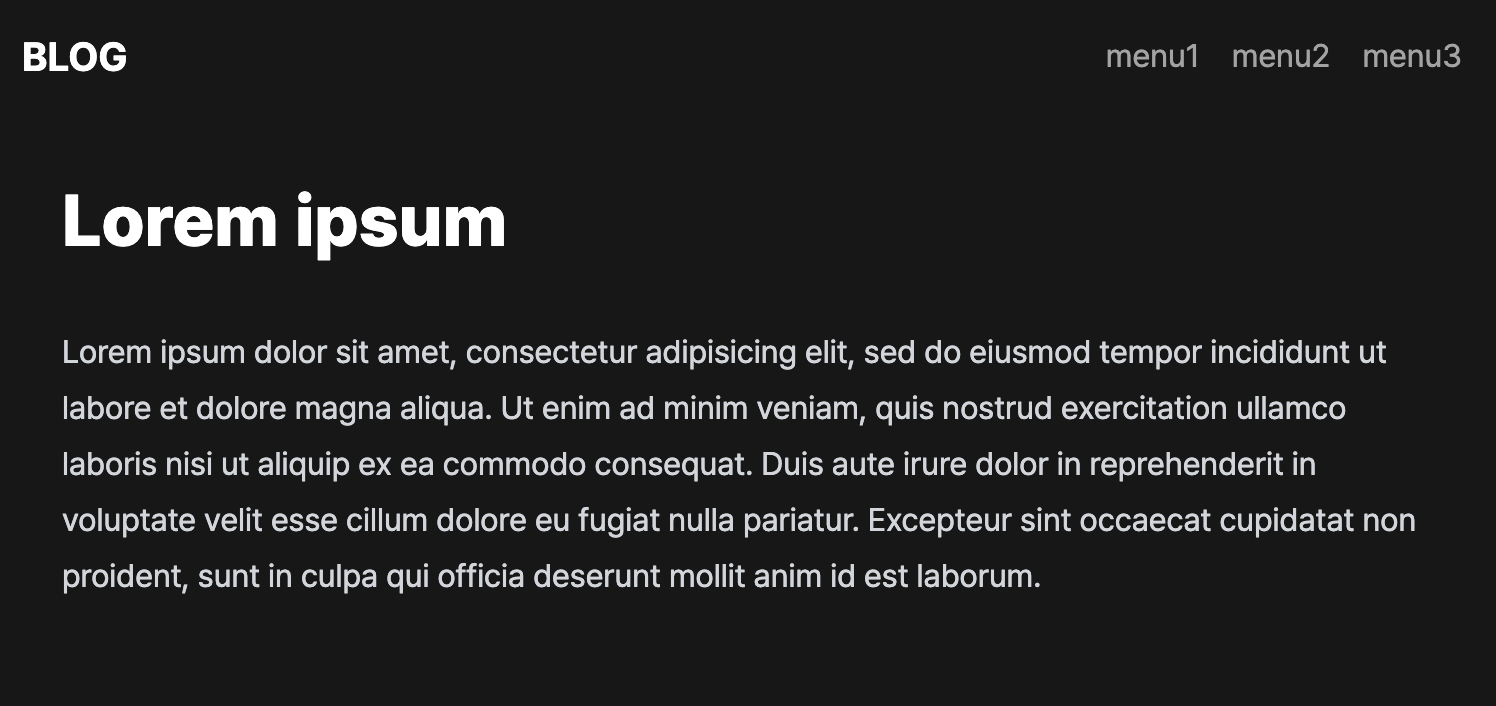 BLOG
menu1 menu2 menu3
Lorem ipsum
Lorem ipsum dolor sit amet, consectetur adipisicing elit, sed do eiusmod tempor incididunt ut
labore et dolore magna aliqua. Ut enim ad minim veniam, quis nostrud exercitation ullamco
laboris nisi ut aliquip ex ea commodo consequat. Duis aute irure dolor in reprehenderit in
voluptate velit esse cillum dolore eu fugiat nulla pariatur. Excepteur sint occaecat cupidatat non
proident, sunt in culpa qui officia deserunt mollit anim id est laborum.